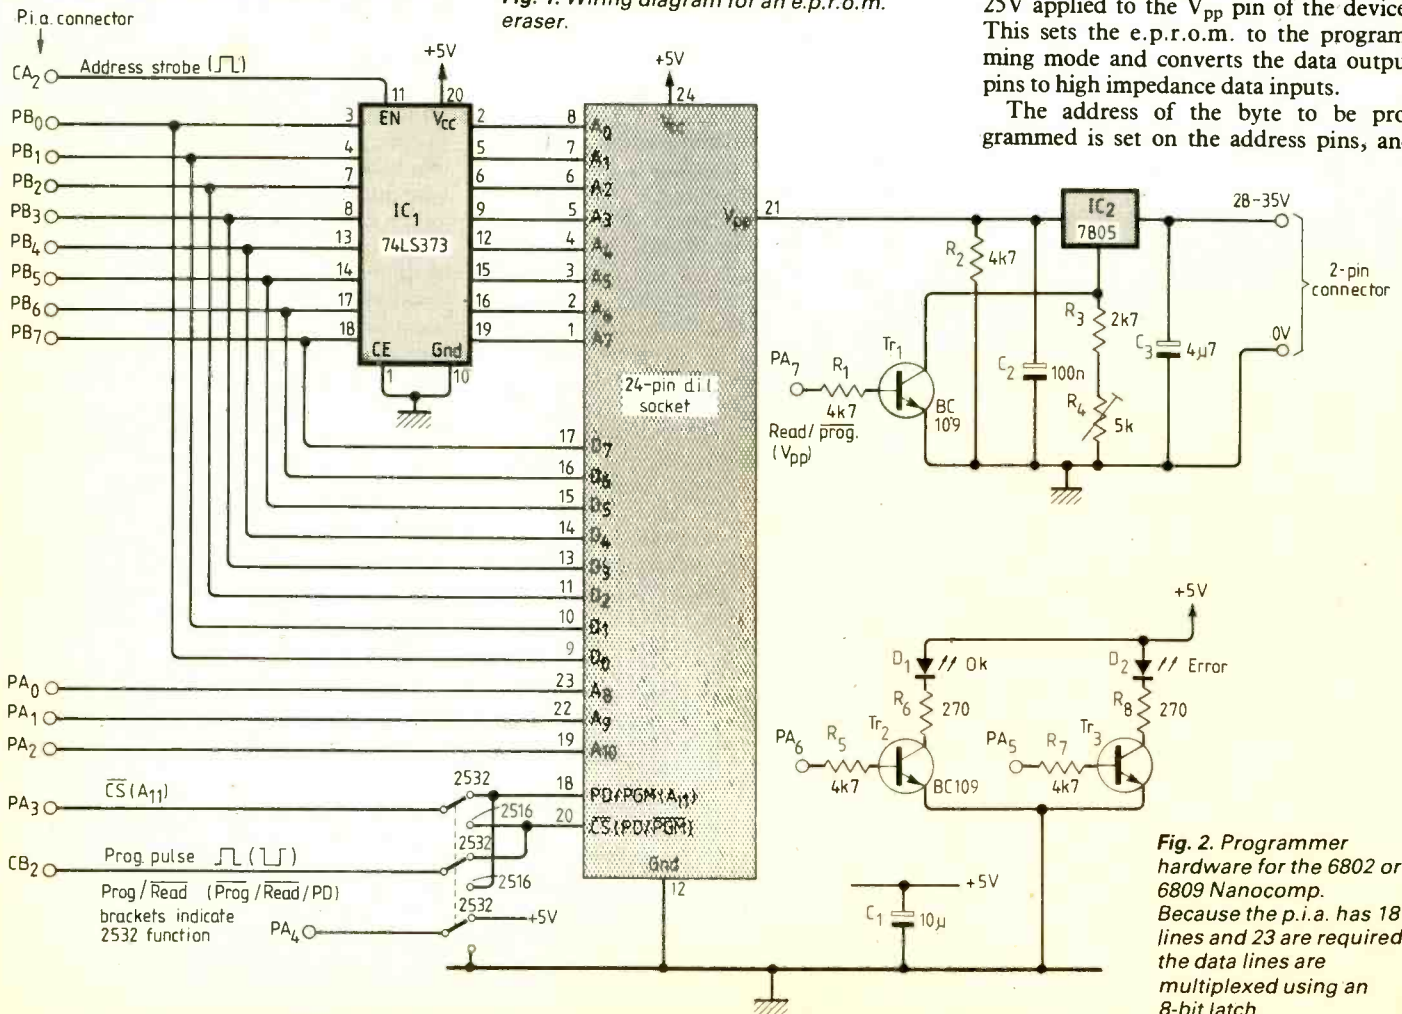 Fig. 1. Wiring diagram for an e.p.r.o.m.
eraser.
25V applied to the Vpp pin of the device
This sets the e.p.r.o.m. to the program
ming mode and converts the data outpu
pins to high impedance data inputs.
The address of the byte to be pro
grammed is set on the address pins, an
P.i.a. connector
CA2
Address strobe
PB0
PB1
PB2
PB3
PB4
PB5
PB6
PB7
+5V
11
20
EN
Vcc
3
4
7
8
13
14
17
18
IC1
74LS373
CE
Gnd
1
10
2
5
6
9
12
15
16
19
+5V
24
Vcc
8 A0
7 A1
6 A2
5 A3
4 A4
3 A5
2 A6
1 A7
Vpp
21
24-pin dil
socket
17 D7
16 D6
15 D5
14 D4
13 D3
11 D2
10 D1
9 D0
23 A8
22 A9
19 A10
18 PD/PGM(A11)
20 C̅S̅(PD/P̅G̅M̅)
Gnd
12
PA0
PA1
PA2
PA3
C̅S̅(A11)
CB2
Prog. pulse ( )
Prog/R̅e̅a̅d̅ (P̅r̅o̅g̅/R̅e̅a̅d̅/PD)
brackets indicate
2532 function
PA4
2532
2516
2532
2516
2532
+5V
IC2
7805
28-35V
0V
2-pin
connector
R2
4k7
R3
2k7
R4
5k
C2
100n
C3
4µ7
Tr1
BC
109
PA7
R1
4k7
Read/p̅r̅o̅g̅.
(Vpp)
+5V
D1
Ok
D2
Error
R6
270
R8
270
Tr2
BC109
Tr3
PA6
R5
4k7
PA5
R7
4k7
+5V
C1
10µ
Fig. 2. Programmer
hardware for the 6802 or
6809 Nanocomp.
Because the p.i.a. has 18
lines and 23 are required
the data lines are
multiplexed using an
8-bit latch